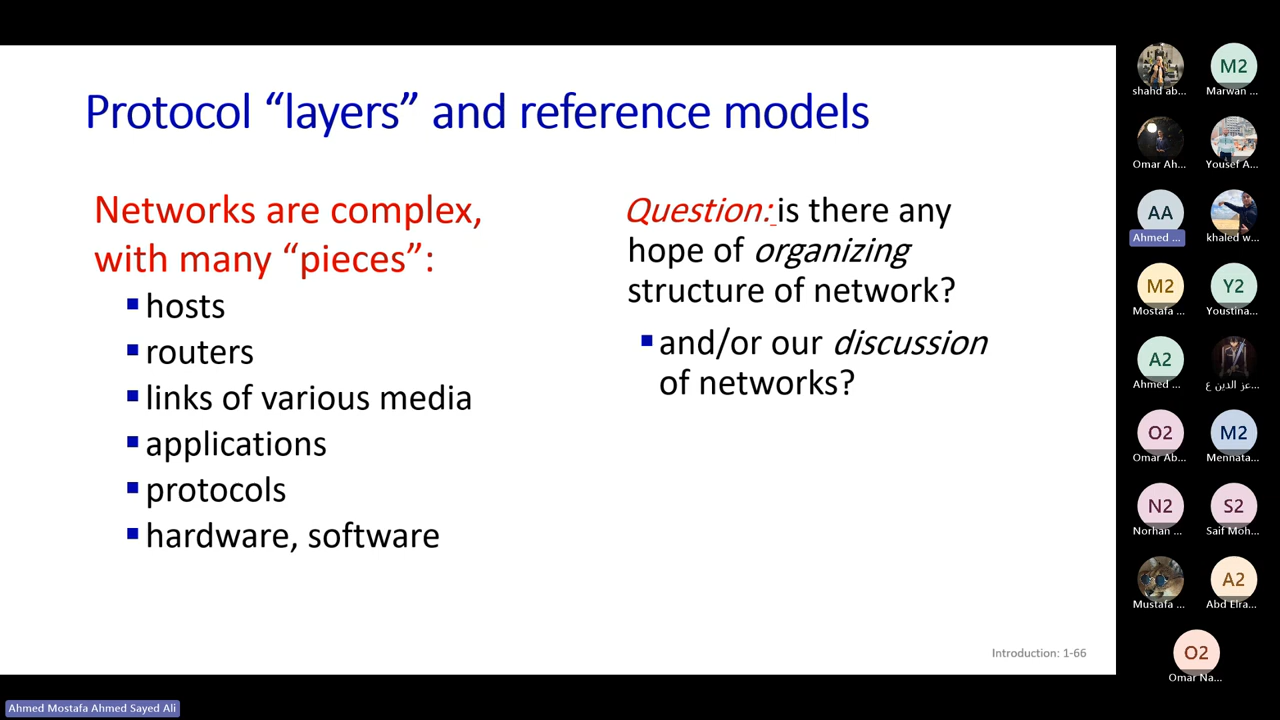 Protocol “layers” and reference models
Networks are complex,
with many “pieces”:
hosts
routers
links of various media
applications
protocols
hardware, software
Question: is there any
hope of organizing
structure of network?
and/or our discussion
of networks?
Introduction: 1-66
shahd ab...
M2
Marwan ...
Omar Ah...
Yousef A...
AA
Ahmed ...
khaled w...
M2
Mostafa ...
Y2
Youstina...
A2
Ahmed ...
عز الدين ع...
O2
Omar Ab...
M2
Mennata...
N2
Norhan ...
S2
Saif Moh...
Mustafa ...
A2
Abd Elra...
O2
Omar Na...
Ahmed Mostafa Ahmed Sayed Ali